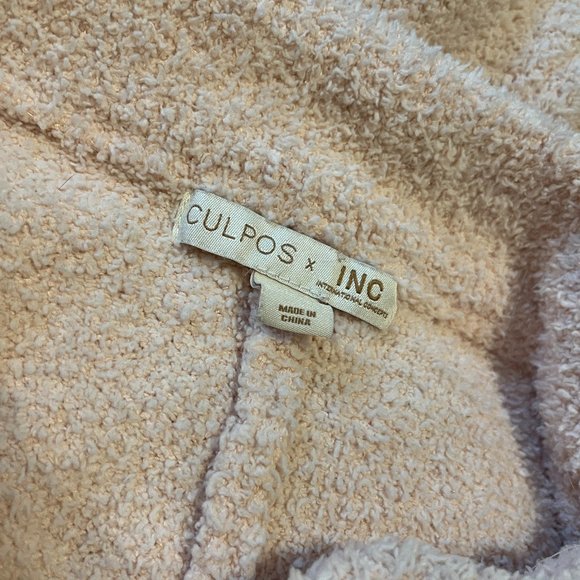 CULPOS x INC
INTERNATIONAL CONCEPTS
MADE IN
CHINA